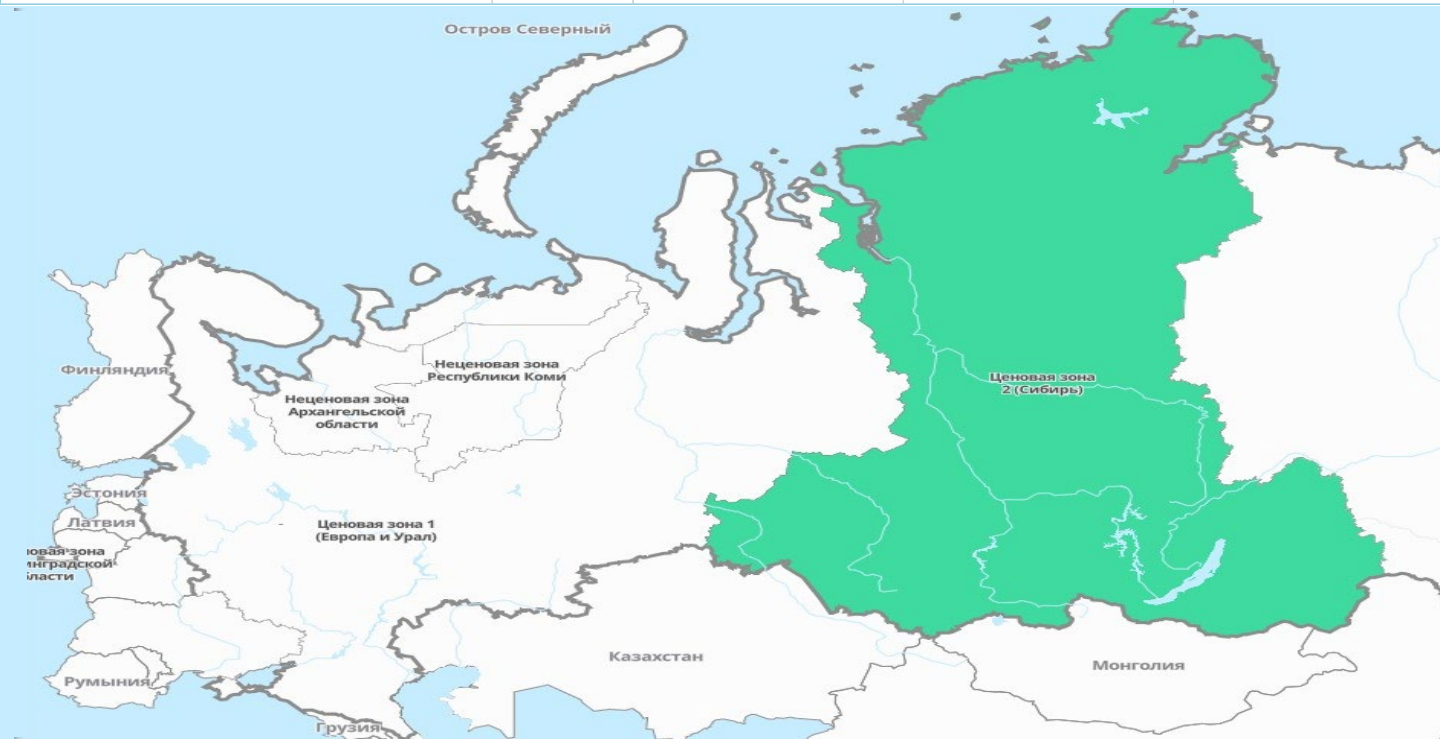 Остров Северный
Неценовая зона
Республики Коми
Финляндия
Ценовая зона
2 (Сибирь)
Неценовая зона
Архангельской
области
Эстония
Латвия
Ценовая зона 1
(Европа и Урал)
зона
Казахстан
Монголия
Румыния
Грузия